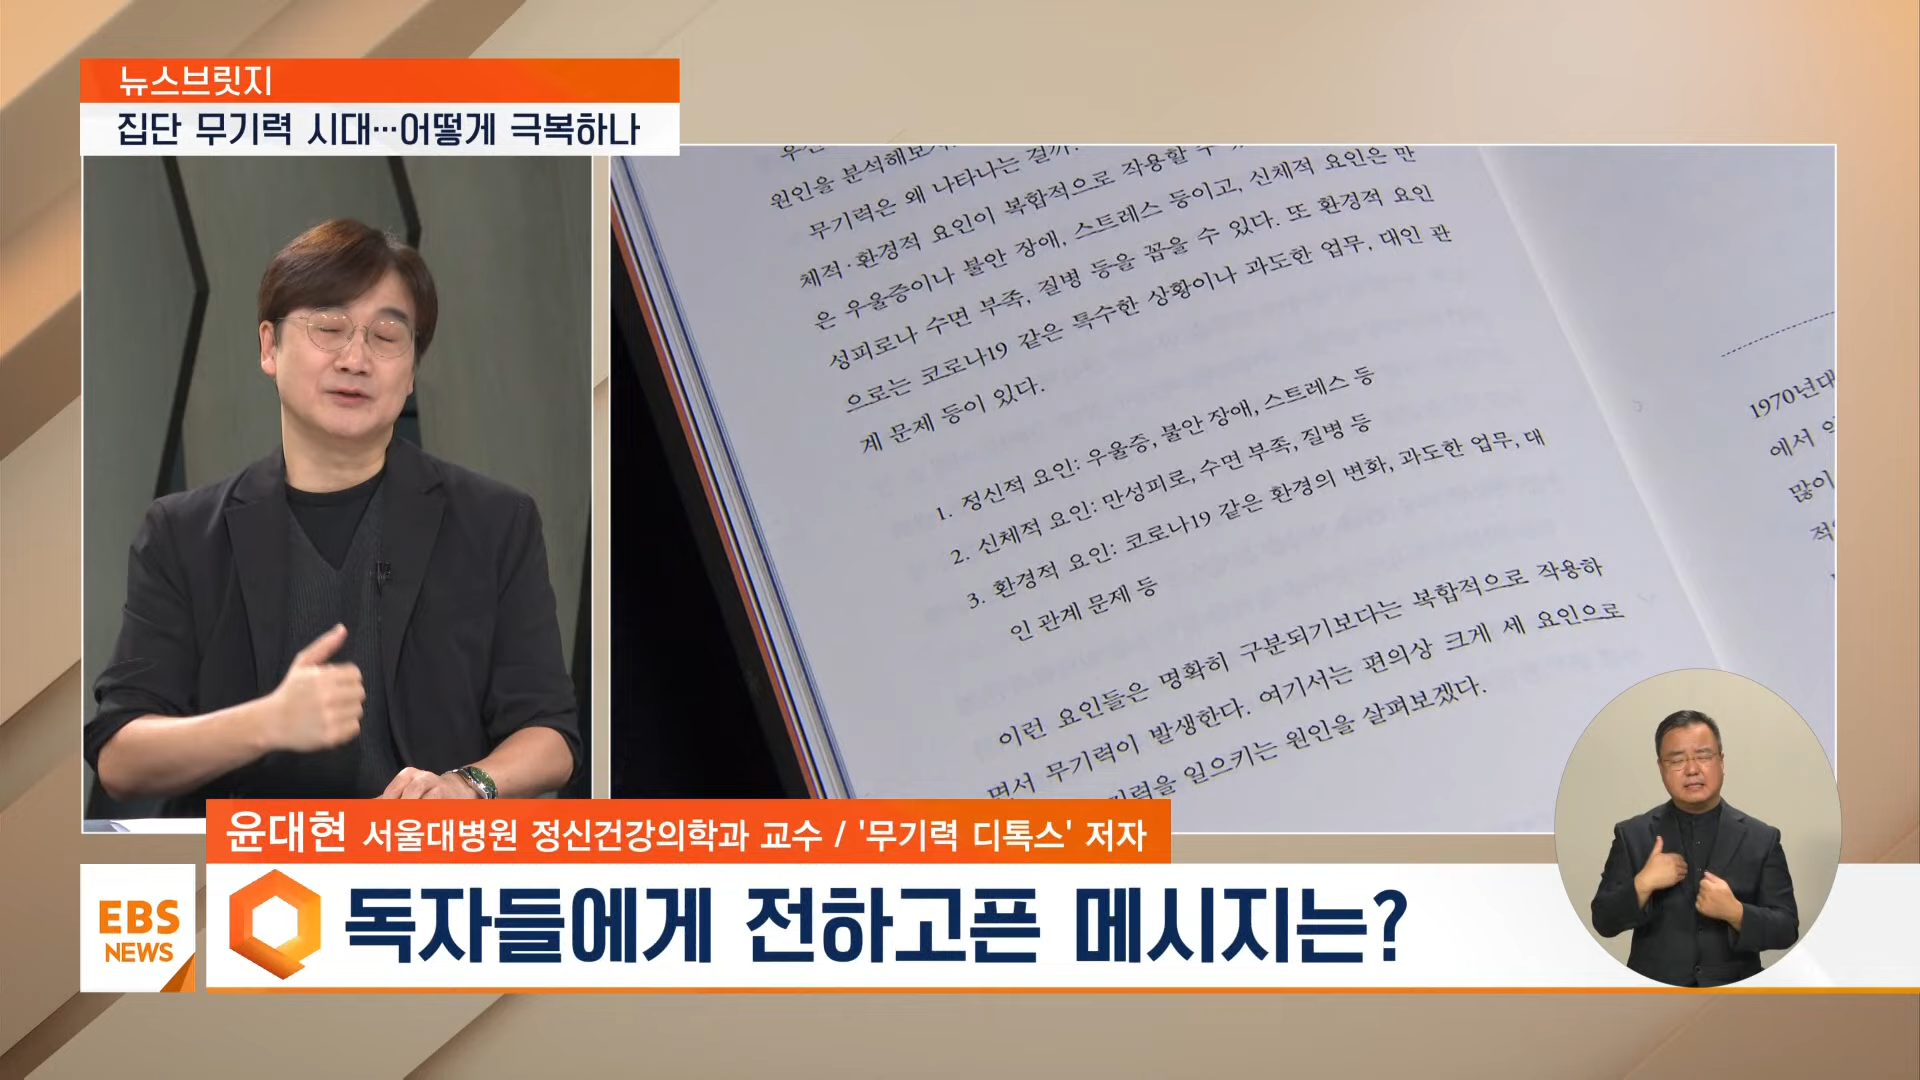 뉴스브릿지
집단 무기력 시대…어떻게 극복하나
원인을 분석해보자.
무기력은 왜 나타나는 걸까?
체적·환경적 요인이 복합적으로 작용할 수
은 우울증이나 불안 장애, 스트레스 등이고, 신체적 요인은 만
성피로나 수면 부족, 질병 등을 꼽을 수 있다. 또 환경적 요인
으로는 코로나19 같은 특수한 상황이나 과도한 업무, 대인 관
계 문제 등이 있다.
1. 정신적 요인: 우울증, 불안 장애, 스트레스 등
2. 신체적 요인: 만성피로, 수면 부족, 질병 등
3. 환경적 요인: 코로나19 같은 환경의 변화, 과도한 업무, 대
인 관계 문제 등
이런 요인들은 명확히 구분되기보다는 복합적으로 작용하
면서 무기력이 발생한다. 여기서는 편의상 크게 세 요인으로
기력을 일으키는 원인을 살펴보겠다.
1970년대
에서
많이
윤대현 서울대병원 정신건강의학과 교수 / '무기력 디톡스' 저자
EBS
NEWS
독자들에게 전하고픈 메시지는?